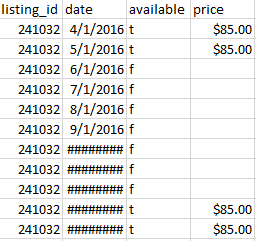 listing_id date available price
241032 4/1/2016 t $85.00
241032 5/1/2016 t $85.00
241032 6/1/2016 f
241032 7/1/2016 f
241032 8/1/2016 f
241032 9/1/2016 f
241032 ######## f
241032 ######## f
241032 ######## f
241032 ######## t $85.00
241032 ######## t $85.00